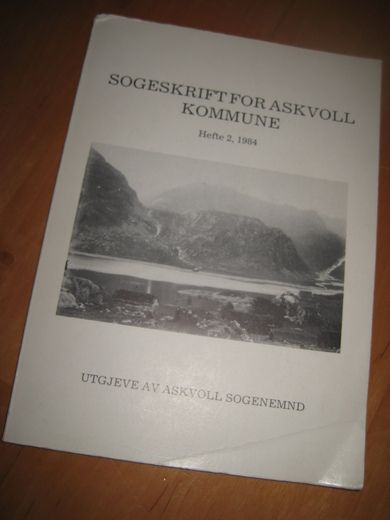 SOGESKRIFT FOR ASKVOLL
KOMMUNE
Hefte 2, 1984
UTGJEVE AV ASKVOLL SOGENEMND